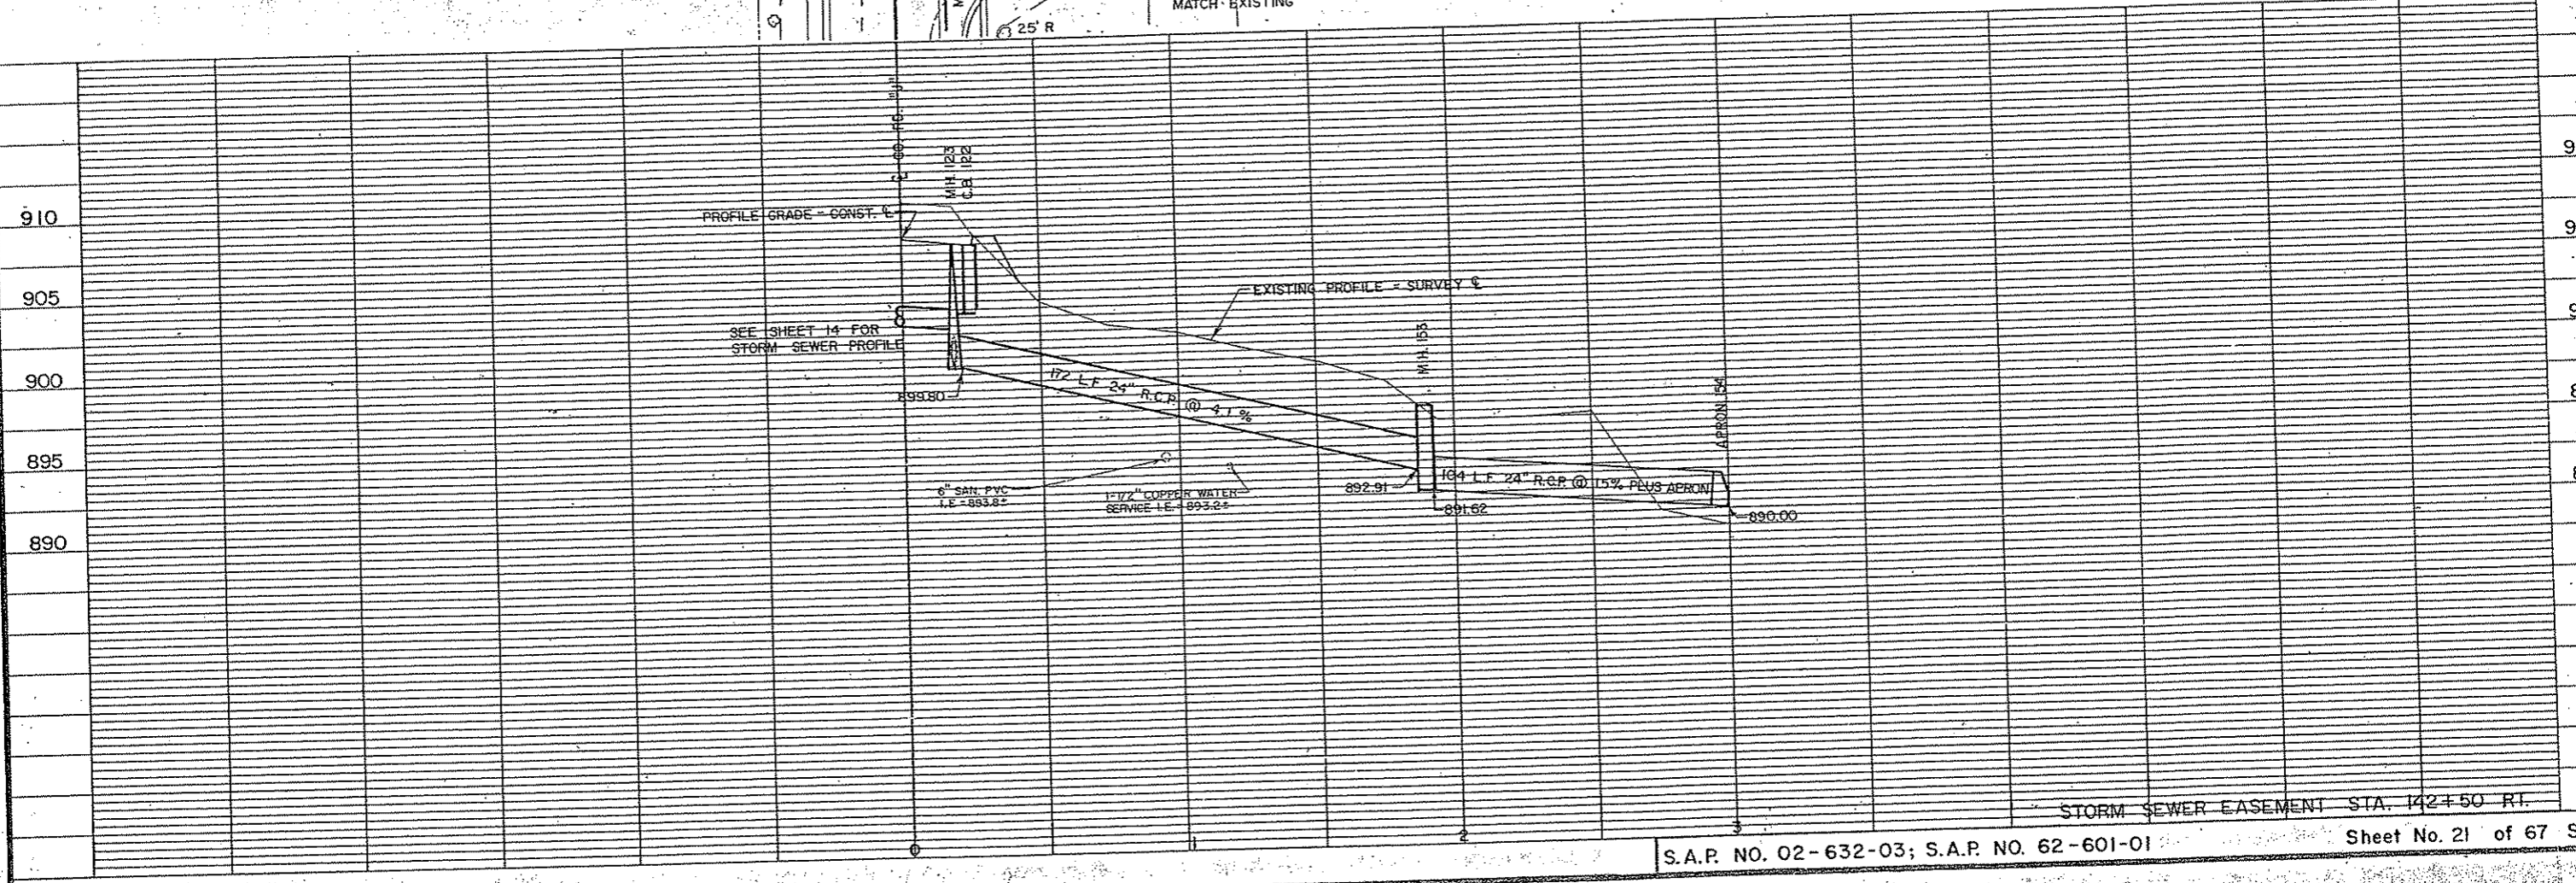 MATCH EXISTING
25' R
℄ CO. RD. "J"
M.H. 123
C.B. 122
910
PROFILE GRADE - CONST. ℄
905
EXISTING PROFILE - SURVEY ℄
SEE SHEET 14 FOR
STORM SEWER PROFILE
M.H. 153
900
172 L.F. 24" R.C.P. @ 4.1 %
899.80
APRON 154
895
6" SAN. PVC
I.E. = 893.8±
1-1/2" COPPER WATER
SERVICE I.E. = 893.2±
892.91
104 L.F. 24" R.C.P. @ 1.5% PLUS APRON
891.62
890.00
890
0
1
2
3
STORM SEWER EASEMENT STA. 142+50 RT.
S.A.P. NO. 02-632-03; S.A.P. NO. 62-601-01
Sheet No. 21 of 67 S